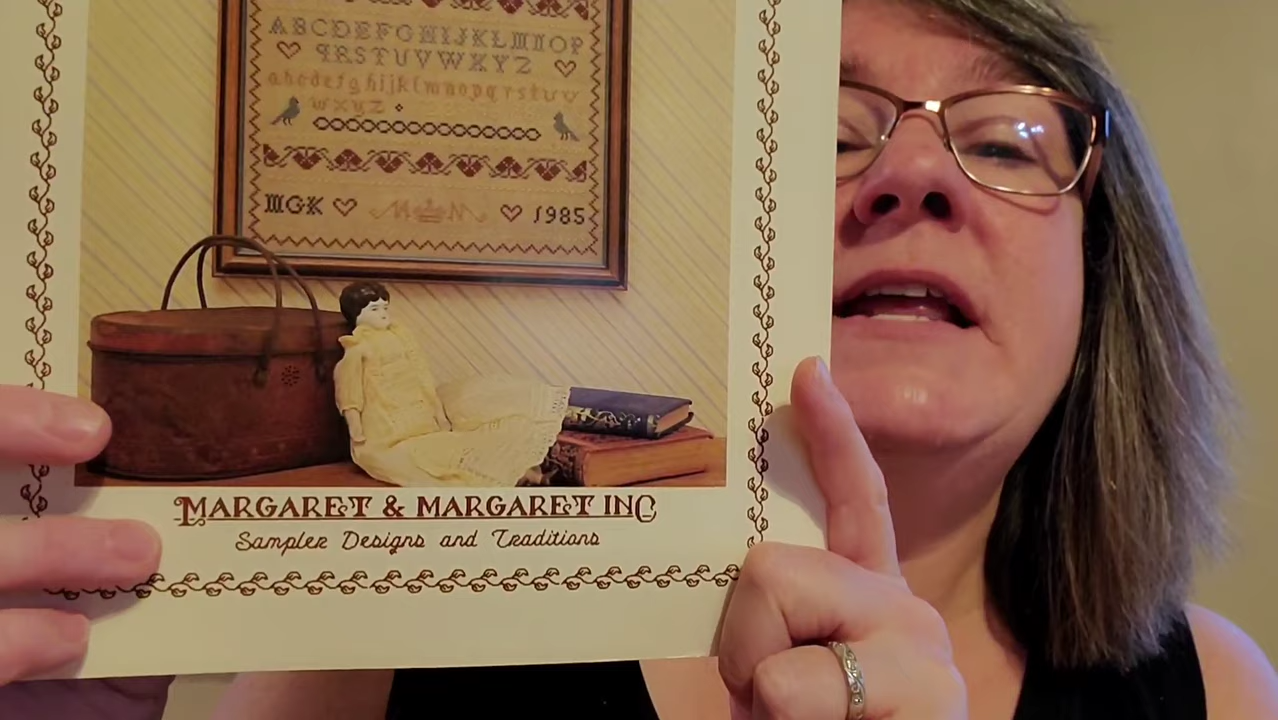 ABCDEFGHIJKLMNOP
QRSTUVWXYZ
abcdefghijklmnopqrstuv
wxyz
MGK 1985
MARGARET & MARGARET INC
Sampler Designs and Traditions